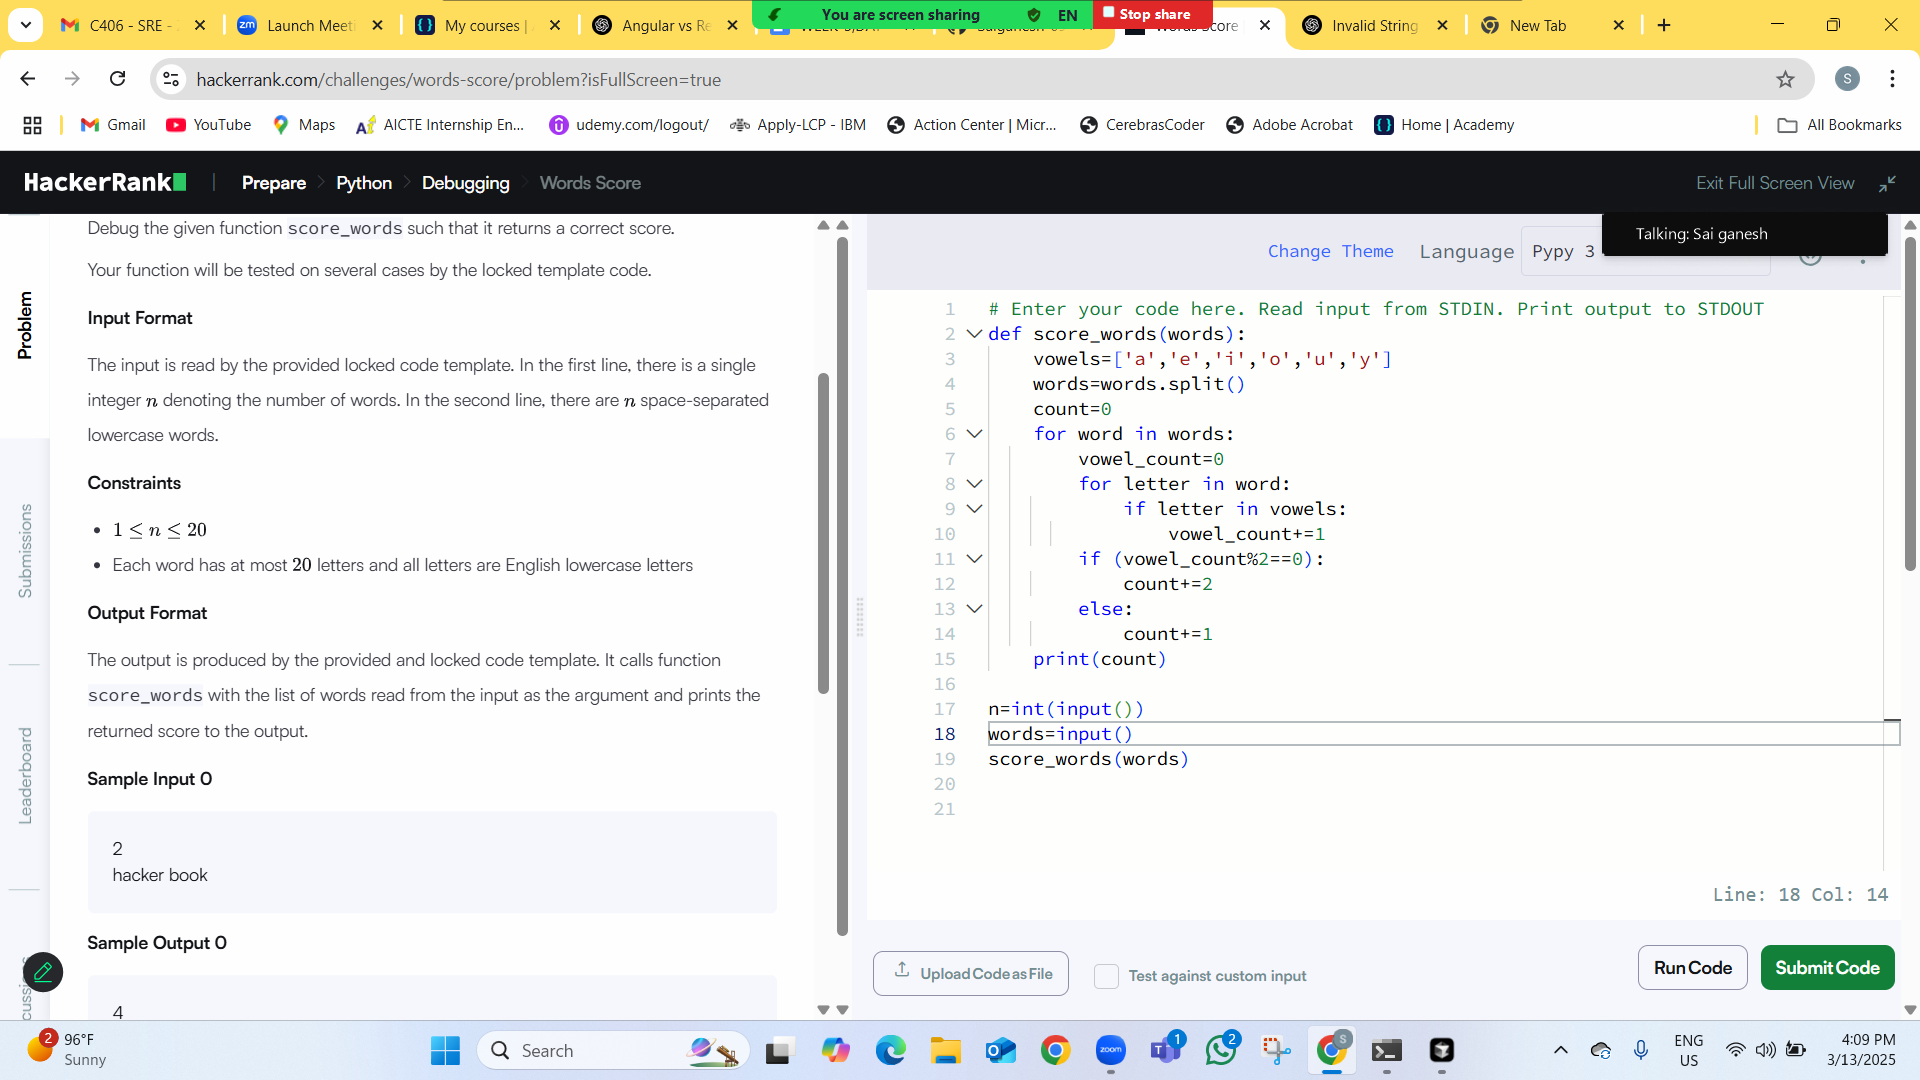 C406 - SRE -
Launch Meeti
My courses |
Angular vs Re
You are screen sharing
EN
Stop share
Words Score
Invalid String
New Tab
hackerrank.com/challenges/words-score/problem?isFullScreen=true
S
Gmail
YouTube
Maps
AICTE Internship En...
udemy.com/logout/
Apply-LCP - IBM
Action Center | Micr...
CerebrasCoder
Adobe Acrobat
Home | Academy
All Bookmarks
HackerRank
Prepare
Python
Debugging
Words Score
Exit Full Screen View
Talking: Sai ganesh
Problem
Submissions
Leaderboard
Debug the given function score_words such that it returns a correct score.
Your function will be tested on several cases by the locked template code.
Input Format
The input is read by the provided locked code template. In the first line, there is a single
integer n denoting the number of words. In the second line, there are n space-separated
lowercase words.
Constraints
• 1 ≤ n ≤ 20
• Each word has at most 20 letters and all letters are English lowercase letters
Output Format
The output is produced by the provided and locked code template. It calls function
score_words with the list of words read from the input as the argument and prints the
returned score to the output.
Sample Input 0
2
hacker book
Sample Output 0
4
Change Theme Language Pypy 3
1 # Enter your code here. Read input from STDIN. Print output to STDOUT
2 def score_words(words):
3 vowels=['a','e','i','o','u','y']
4 words=words.split()
5 count=0
6 for word in words:
7 vowel_count=0
8 for letter in word:
9 if letter in vowels:
10 vowel_count+=1
11 if (vowel_count%2==0):
12 count+=2
13 else:
14 count+=1
15 print(count)
16
17 n=int(input())
18 words=input()
19 score_words(words)
20
21
Line: 18 Col: 14
Upload Code as File
Test against custom input
Run Code
Submit Code
2
96°F
Sunny
Search
zoom
1
2
S
ENG
US
4:09 PM
3/13/2025